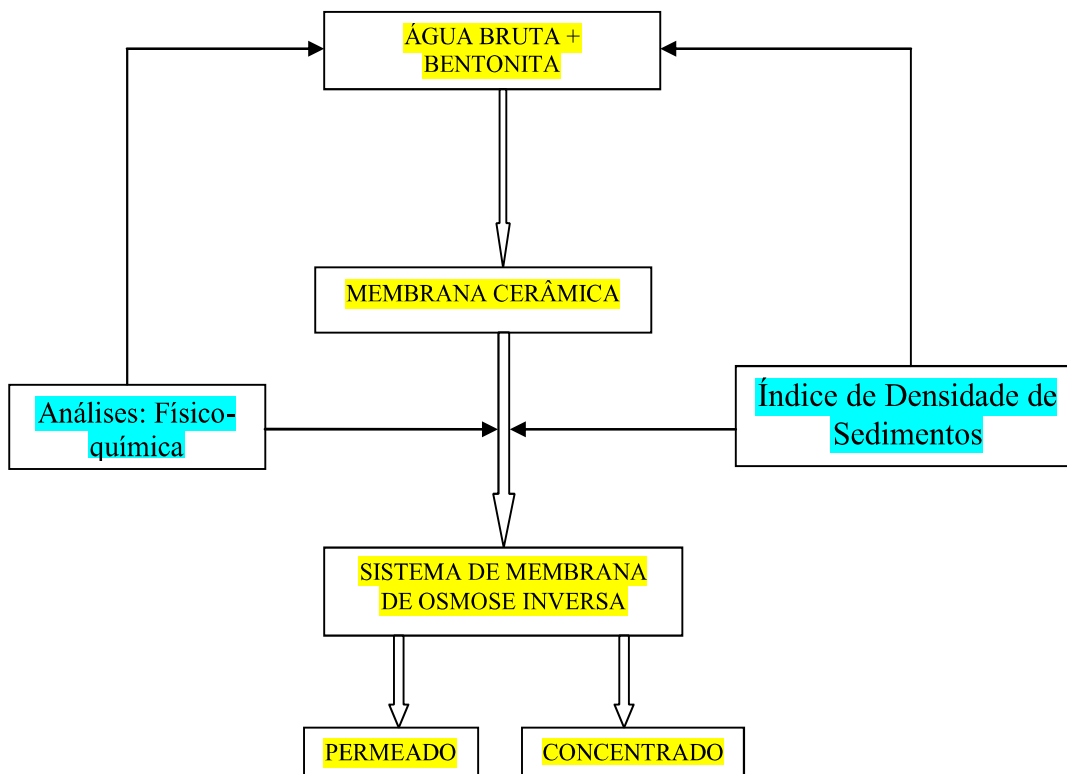 ÁGUA BRUTA +
BENTONITA
MEMBRANA CERÂMICA
Análises: Físico-
química
Índice de Densidade de
Sedimentos
SISTEMA DE MEMBRANA
DE OSMOSE INVERSA
PERMEADO
CONCENTRADO